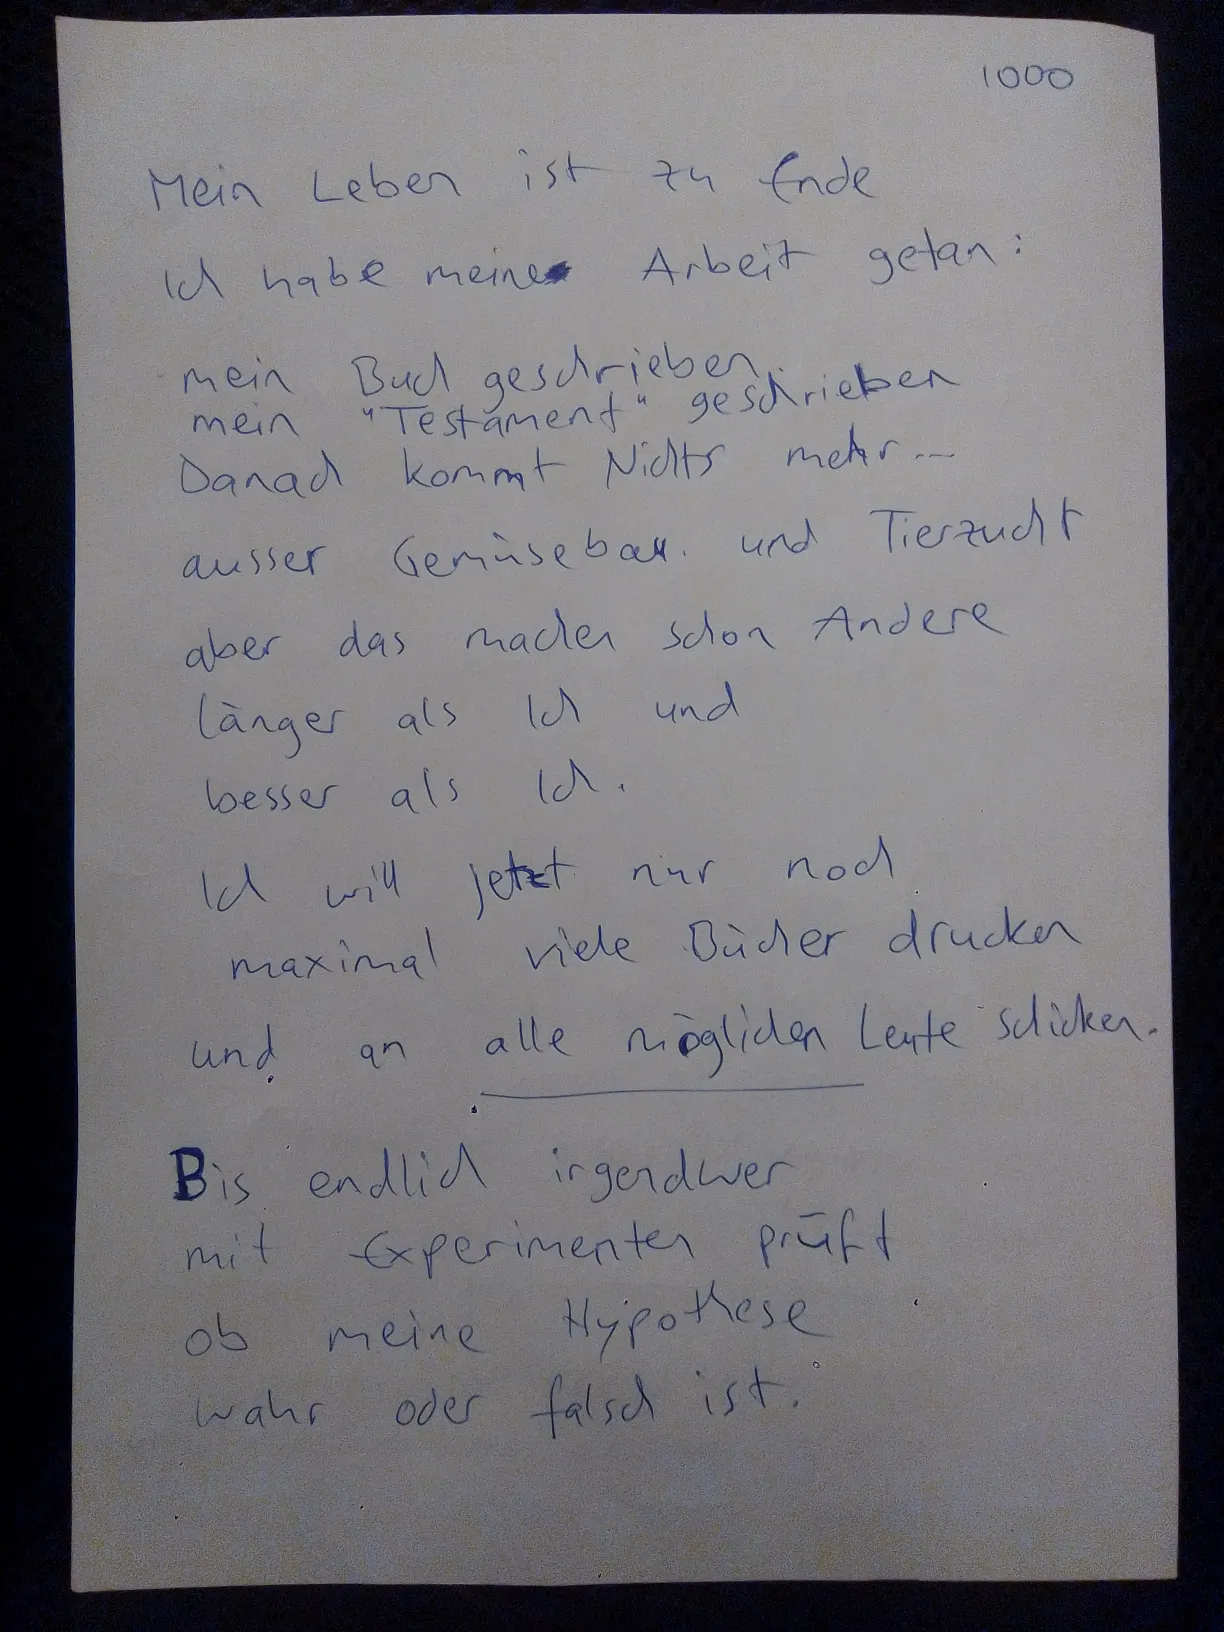 1000
Mein Leben ist zu Ende
Ich habe meine Arbeit getan:
mein Buch geschrieben,
mein "Testament" geschrieben
Danach kommt Nichts mehr...
ausser Gemüsebau. und Tierzucht
aber das machen schon Andere
länger als Ich und
besser als Ich.
Ich will jetzt nur noch
maximal viele Bücher drucken
und an alle möglichen Leute schicken.
Bis endlich irgendwer
mit Experimenten prüft
ob meine Hypothese
wahr oder falsch ist.